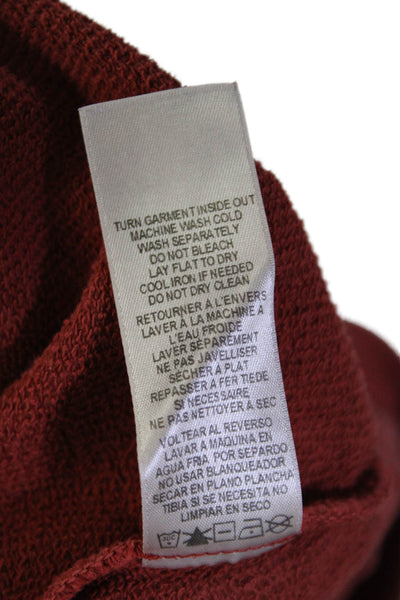 TURN GARMENT INSIDE OUT
MACHINE WASH COLD
WASH SEPARATELY
DO NOT BLEACH
LAY FLAT TO DRY
COOL IRON IF NEEDED
DO NOT DRY CLEAN
RETOURNER À L'ENVERS
LAVER À LA MACHINE À
L'EAU FROIDE
LAVER SÉPAREMENT
NE PAS JAVELLISER
SÉCHER À PLAT
REPASSER À FER TIEDE
SI NECESSAIRE
NE PAS NETTOYER À SEC
VOLTEAR AL REVERSO
LAVAR A MAQUINA EN
AGUA FRIA, POR SEPARDO
NO USAR BLANQUEADOR
SECAR EN PLANO PLANCHA
TIBIA SI SE NECESITA NO
LIMPIAR EN SECO